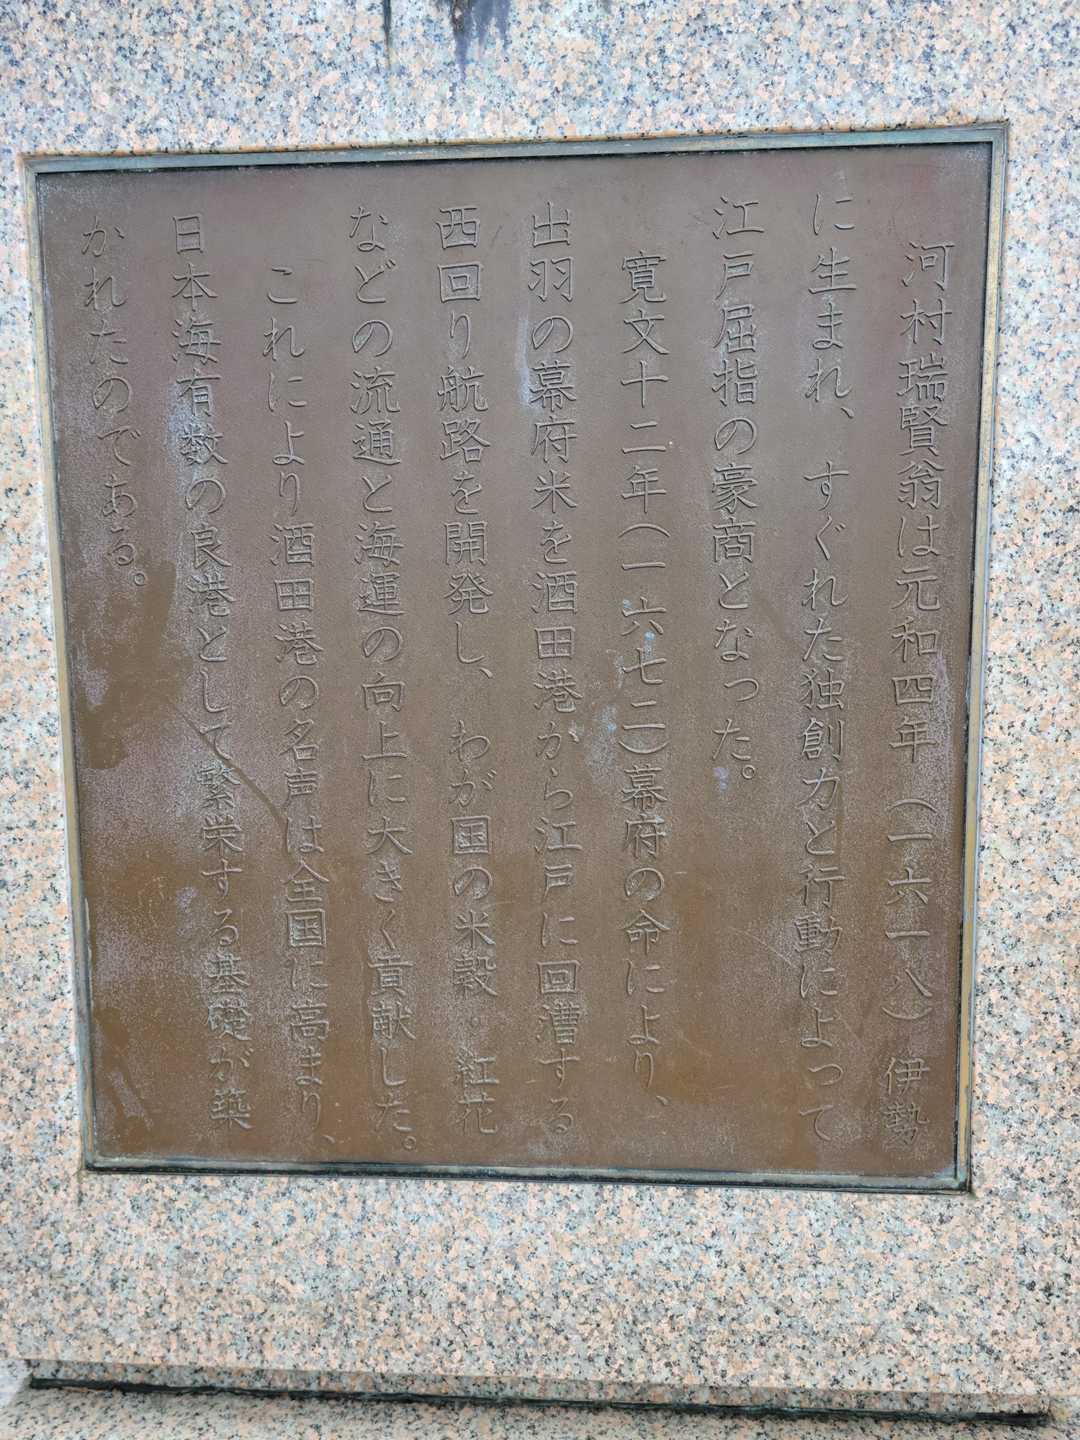 河村瑞賢翁は元和四年(一六一八)伊勢
に生まれ、すぐれた独創力と行動によって
江戸屈指の豪商となった。
寛文十二年(一六七二)幕府の命により、
出羽の幕府米を酒田港から江戸に回漕する
西回り航路を開発し、わが国の米穀・紅花
などの流通と海運の向上に大きく貢献した。
これにより酒田港の名声は全国に高まり、
日本海有数の良港として繁栄する基礎が築
かれたのである。